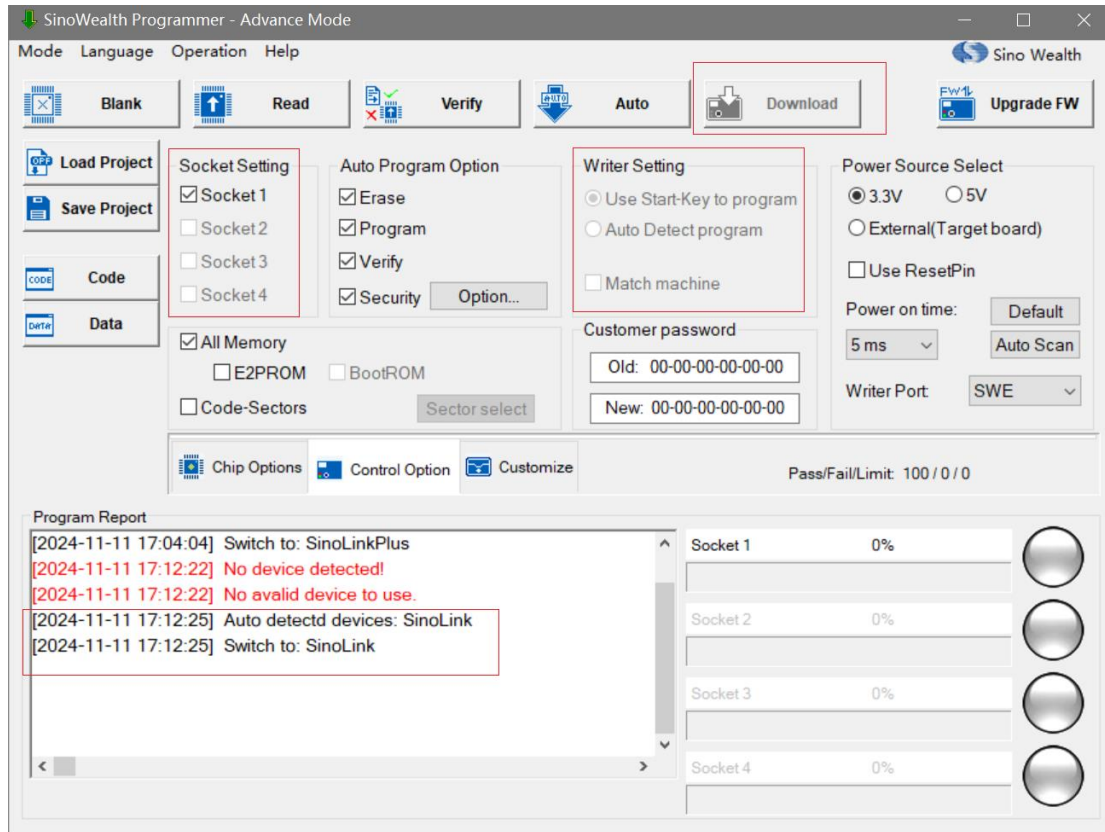 SinoWealth Programmer - Advance Mode
Mode Language Operation Help
Sino Wealth
Blank
Read
Verify
AUTO
Auto
Download
FW
Upgrade FW
Load Project
Save Project
CODE
Code
DATA
Data
Socket Setting
Socket 1
Socket 2
Socket 3
Socket 4
Auto Program Option
Erase
Program
Verify
Security Option...
Writer Setting
Use Start-Key to program
Auto Detect program
Match machine
Power Source Select
3.3V 5V
External(Target board)
Use ResetPin
Power on time: Default
5 ms Auto Scan
Writer Port: SWE
All Memory
E2PROM BootROM
Code-Sectors Sector select
Customer password
Old: 00-00-00-00-00-00
New: 00-00-00-00-00-00
Chip Options Control Option Customize
Pass/Fail/Limit: 100 / 0 / 0
Program Report
[2024-11-11 17:04:04] Switch to: SinoLinkPlus
[2024-11-11 17:12:22] No device detected!
[2024-11-11 17:12:22] No avalid device to use.
[2024-11-11 17:12:25] Auto detectd devices: SinoLink
[2024-11-11 17:12:25] Switch to: SinoLink
Socket 1 0%
Socket 2 0%
Socket 3 0%
Socket 4 0%